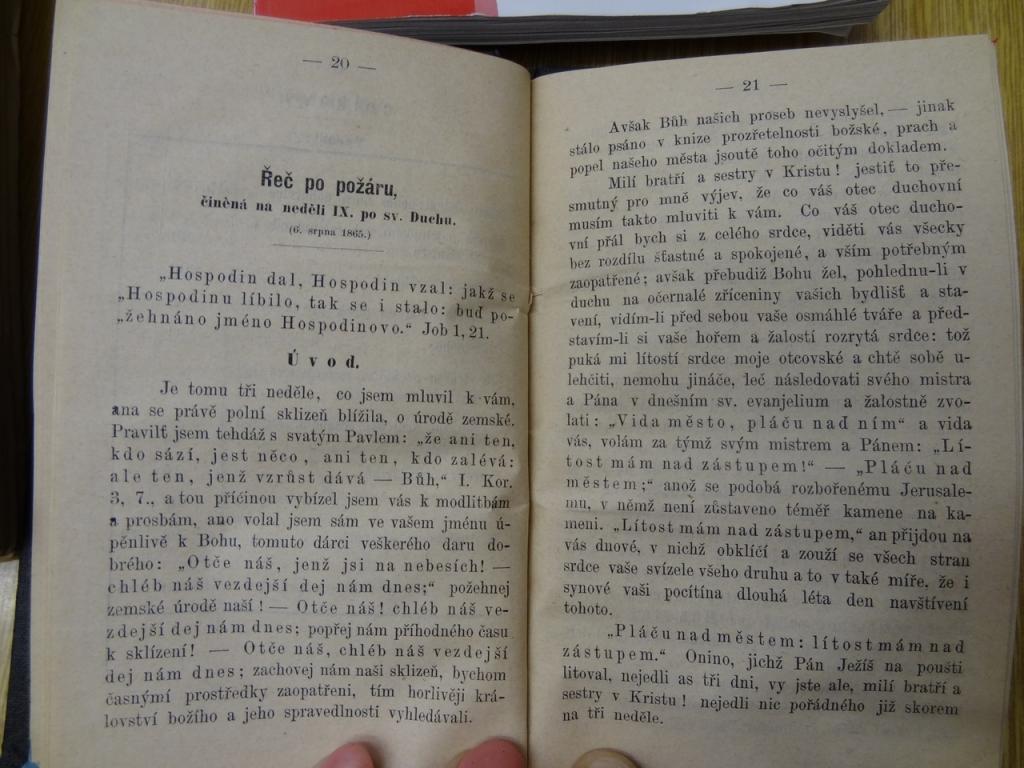 — 20 —
Řeč po požáru,
činěná na neděli IX. po sv. Duchu.
(6. srpna 1865.)
„Hospodin dal, Hospodin vzal: jakž se
„Hospodinu líbilo, tak se i stalo: buď po-
„žehnáno jméno Hospodinovo.“ Job 1, 21.
Úvod.
Je tomu tři neděle, co jsem mluvil k vám,
ana se právě polní sklizeň blížila, o úrodě zemské.
Pravilť jsem tehdáž s svatým Pavlem: „že ani ten,
kdo sází, jest něco, ani ten, kdo zalévá:
ale ten, jenž vzrůst dává — Bůh,“ I. Kor.
3, 7., a tou příčinou vybízel jsem vás k modlitbám
a prosbám, ano volal jsem sám ve vašem jménu ú-
pěnlivě k Bohu, tomuto dárci veškerého daru do-
brého: „Otče náš, jenž jsi na nebesích! —
chléb náš vezdejší dej nám dnes;“ požehnej
zemské úrodě naší! — Otče náš! chléb náš ve-
zdejší dej nám dnes; popřej nám příhodného času
k sklízení! — Otče náš, chléb náš vezdejší
dej nám dnes; zachovej nám naši sklizeň, bychom
časnými prostředky zaopatřeni, tím horlivěji krá-
lovství božího a jeho spravedlnosti vyhledávali.
— 21 —
Avšak Bůh našich proseb nevyslyšel, — jinak
stálo psáno v knize prozřetelnosti božské, prach a
popel našeho města jsoutě toho očitým dokladem.
Milí bratří a sestry v Kristu! jestiť to pře-
smutný pro mně výjev, že co váš otec duchovní
musím takto mluviti k vám. Co váš otec ducho-
vní přál bych si z celého srdce, viděti vás všecky
bez rozdílu šťastné a spokojené, a vším potřebným
zaopatřené; avšak přebudiž Bohu žel, pohlednu-li v
duchu na očernalé zříceniny vašich bydlišť a sta-
vení, vidím-li před sebou vaše osmáhlé tváře a před-
stavím-li si vaše hořem a žalostí rozrytá srdce: tož
puká mi lítostí srdce moje otcovské a chtě sobě u-
lehčiti, nemohu jináče, leč následovati svého mistra
a Pána v dnešním sv. evanjelium a žalostně zvo-
lati: „Vida město, pláču nad ním“ a vida
vás, volám za týmž svým mistrem a Pánem: „Lí-
tost mám nad zástupem!“ — „Pláču nad
městem;“ anož se podobá rozbořenému Jerusale-
mu, v němž není zůstaveno téměř kamene na ka-
meni. „Lítost mám nad zástupem,“ an přijdou na
vás dnové, v nichž obklíčí a zouží se všech stran
srdce vaše svízele všeho druhu a to v také míře, že i
synové vaši pocítína dlouhá léta den navštívení
tohoto.
„Pláču nad městem: lítost mám nad
zástupem.“ Onino, jichž Pán Ježíš na poušti
litoval, nejedli as tři dni, vy jste ale, milí bratří a
sestry v Kristu! nejedli nic pořádného již skorem
na tři neděle.